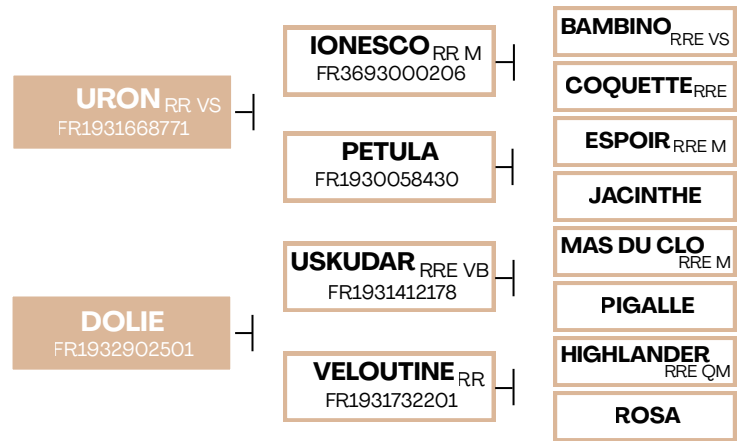 URON RR VS
FR1931668771
DOLIE
FR1932902501
IONESCO RR M
FR3693000206
PETULA
FR1930058430
USKUDAR RRE VB
FR1931412178
VELOUTINE RR
FR1931732201
BAMBINO RRE VS
COQUETTE RRE
ESPOIR RRE M
JACINTHE
MAS DU CLO
RRE M
PIGALLE
HIGHLANDER
RRE QM
ROSA